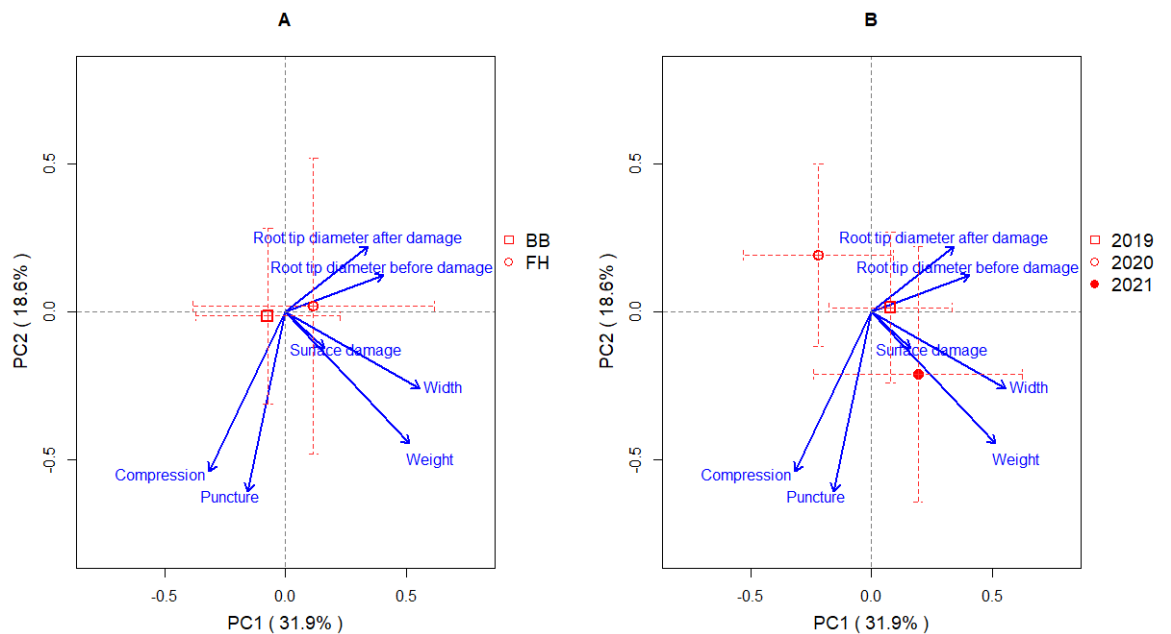 A
0.5
0.0
-0.5
PC2 ( 18.6% )
Root tip diameter after damage
Root tip diameter before damage
Surface damage
Width
Weight
Compression
Puncture
-0.5
0.0
0.5
PC1 ( 31.9% )
BB
FH
B
0.5
0.0
-0.5
PC2 ( 18.6% )
Root tip diameter after damage
Root tip diameter before damage
Surface damage
Width
Weight
Compression
Puncture
-0.5
0.0
0.5
PC1 ( 31.9% )
2019
2020
2021